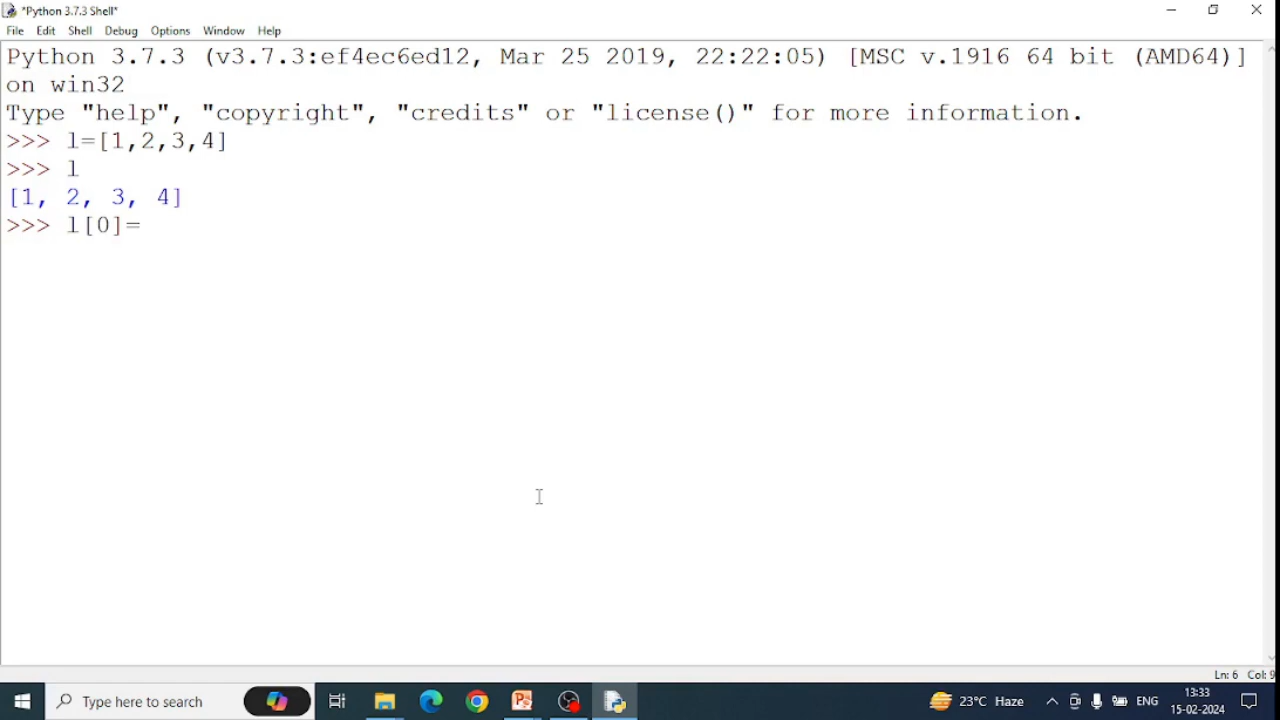 *Python 3.7.3 Shell*
File Edit Shell Debug Options Window Help
Python 3.7.3 (v3.7.3:ef4ec6ed12, Mar 25 2019, 22:22:05) [MSC v.1916 64 bit (AMD64)]
on win32
Type "help", "copyright", "credits" or "license()" for more information.
>>> l=[1,2,3,4]
>>> l
[1, 2, 3, 4]
>>> l[0]=
Ln: 6 Col: 9
Type here to search
23°C Haze
ENG
13:33
15-02-2024